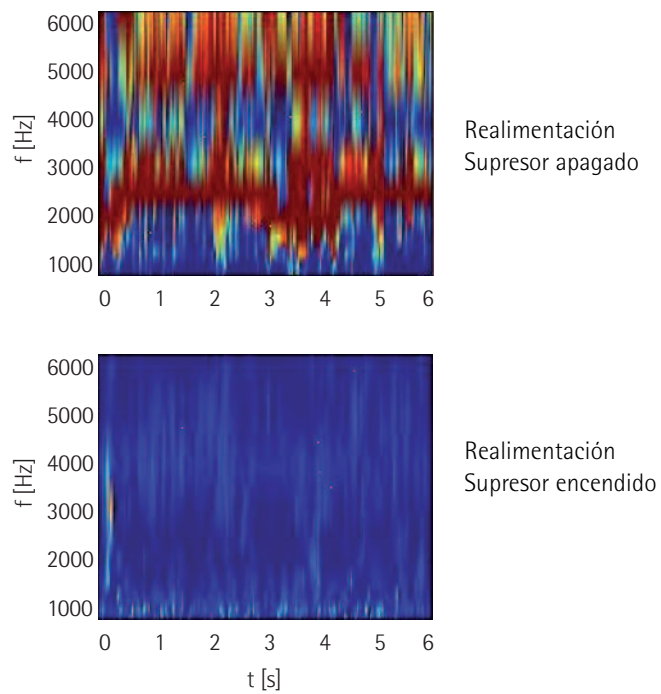 6000
5000
4000
3000
2000
1000
f [Hz]
0 1 2 3 4 5 6
Realimentación
Supresor apagado
6000
5000
4000
3000
2000
1000
f [Hz]
0 1 2 3 4 5 6
t [s]
Realimentación
Supresor encendido